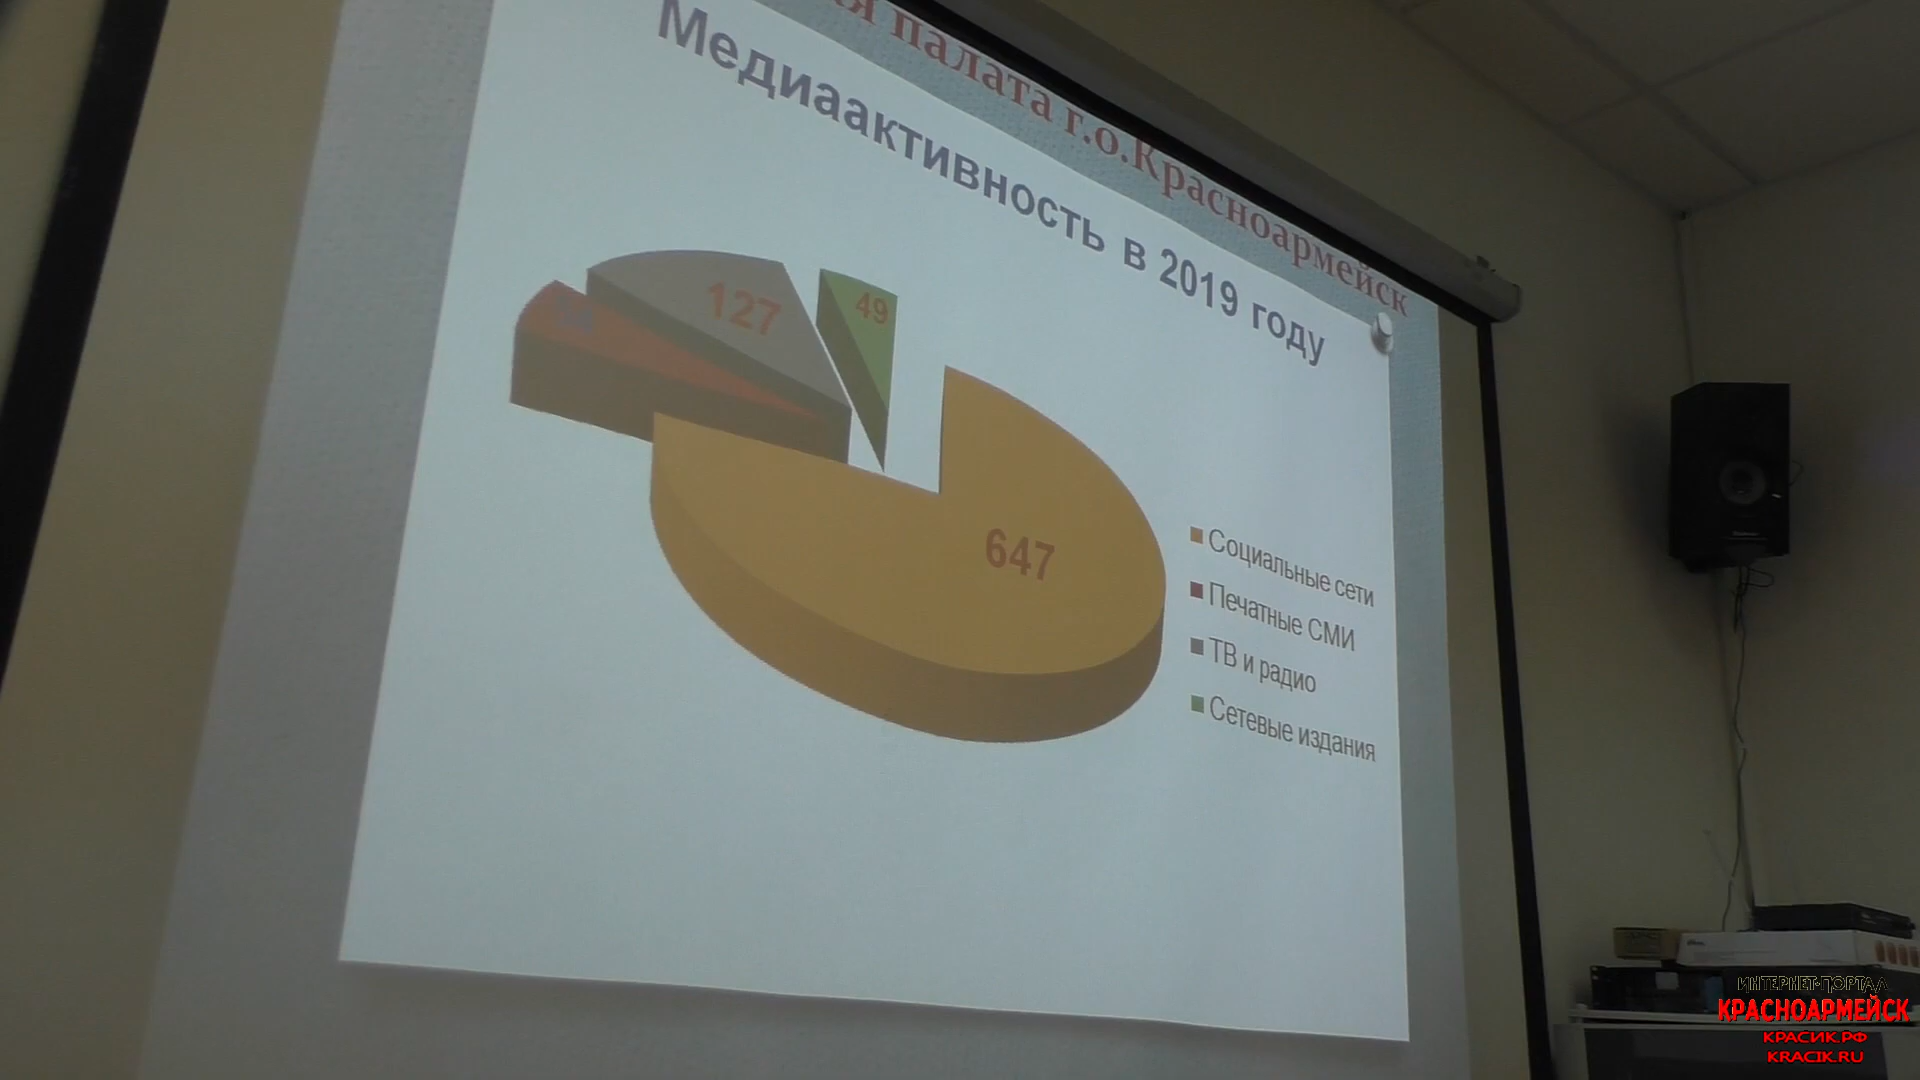 палата г.о.Красноармейск
Медиаактивность в 2019 году
127
49
647
Социальные сети
Печатные СМИ
ТВ и радио
Сетевые издания
ИНТЕРНЕТ-ПОРТАЛ
КРАСНОАРМЕЙСК
КРАСИК.РФ
KRACIK.RU